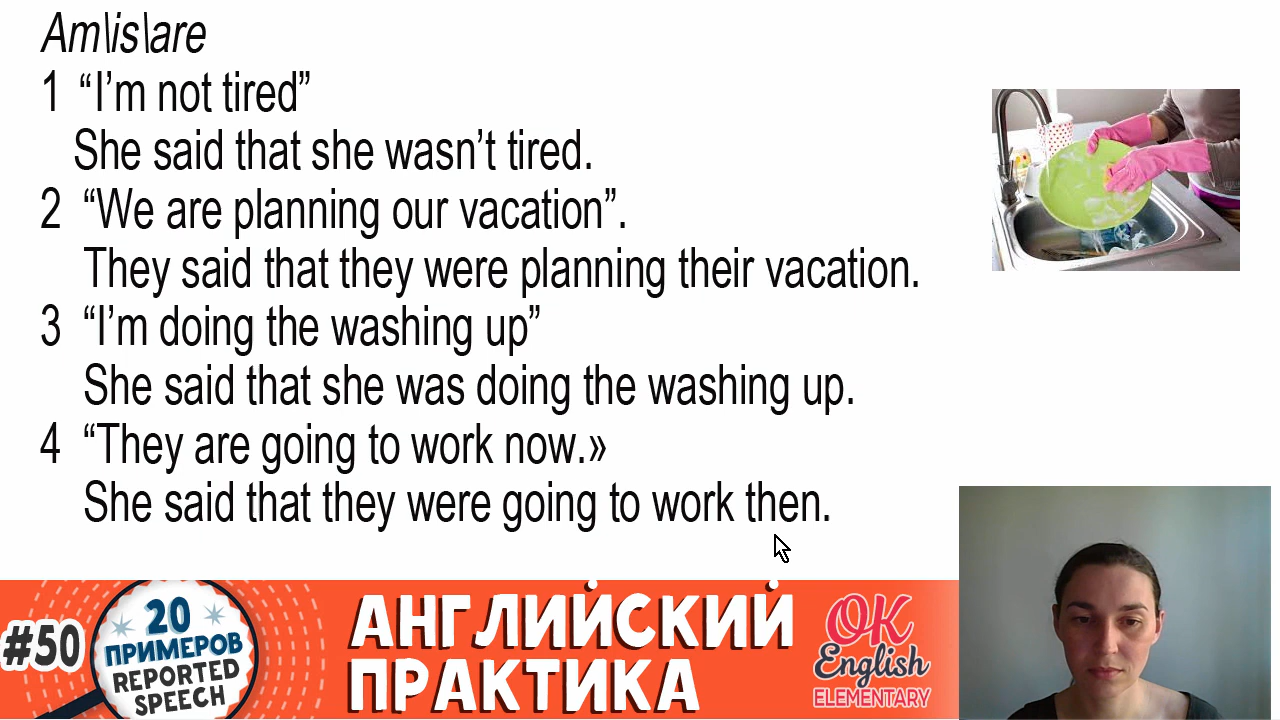 Am\is\are
1 “I’m not tired”
She said that she wasn’t tired.
2 “We are planning our vacation”.
They said that they were planning their vacation.
3 “I’m doing the washing up”
She said that she was doing the washing up.
4 “They are going to work now.»
She said that they were going to work then.
#50
20
ПРИМЕРОВ
REPORTED
SPEECH
АНГЛИЙСКИЙ
ПРАКТИКА
OK
English
ELEMENTARY